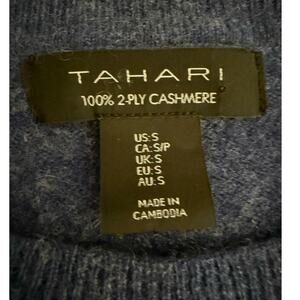 TAHARI
100% 2-PLY CASHMERE
US:S
CA:S/P
UK:S
EU:S
AU:S
MADE IN
CAMBODIA